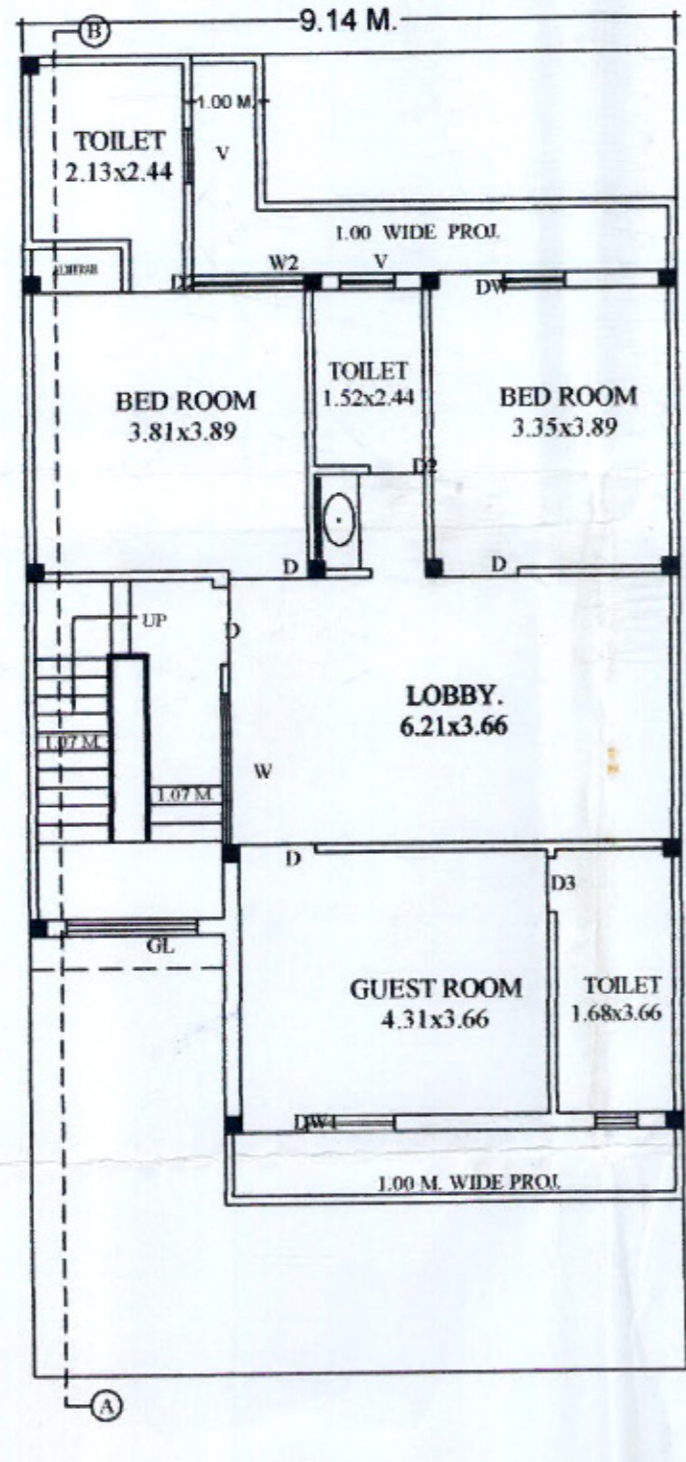 9.14 M.
B
1.00 M.
TOILET
2.13x2.44
V
1.00 WIDE PROJ.
ALMERAH
D
W2
V
DW
BED ROOM
3.81x3.89
TOILET
1.52x2.44
BED ROOM
3.35x3.89
D2
D
D
UP
D
LOBBY.
6.21x3.66
1.07 M.
W
1.07 M.
D
D3
GL
GUEST ROOM
4.31x3.66
TOILET
1.68x3.66
DW1
1.00 M. WIDE PROJ.
A